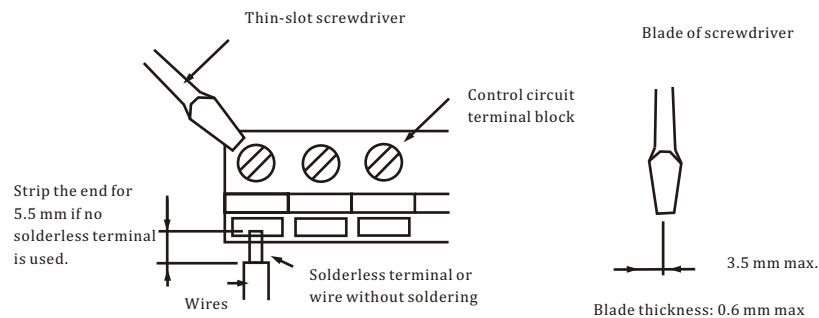 Thin-slot screwdriver
Blade of screwdriver
Control circuit
terminal block
Strip the end for
5.5 mm if no
solderless terminal
is used.
Solderless terminal or
wire without soldering
Wires
3.5 mm max.
Blade thickness: 0.6 mm max